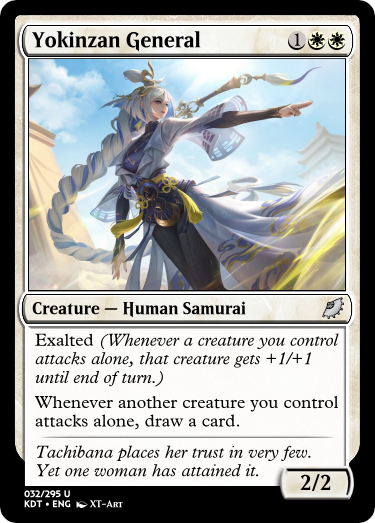 Yokinzan General 1
Creature — Human Samurai
Exalted (Whenever a creature you control
attacks alone, that creature gets +1/+1
until end of turn.)
Whenever another creature you control
attacks alone, draw a card.
Tachibana places her trust in very few.
Yet one woman has attained it.
2/2
032/295 U
KDT • ENG XT-Art